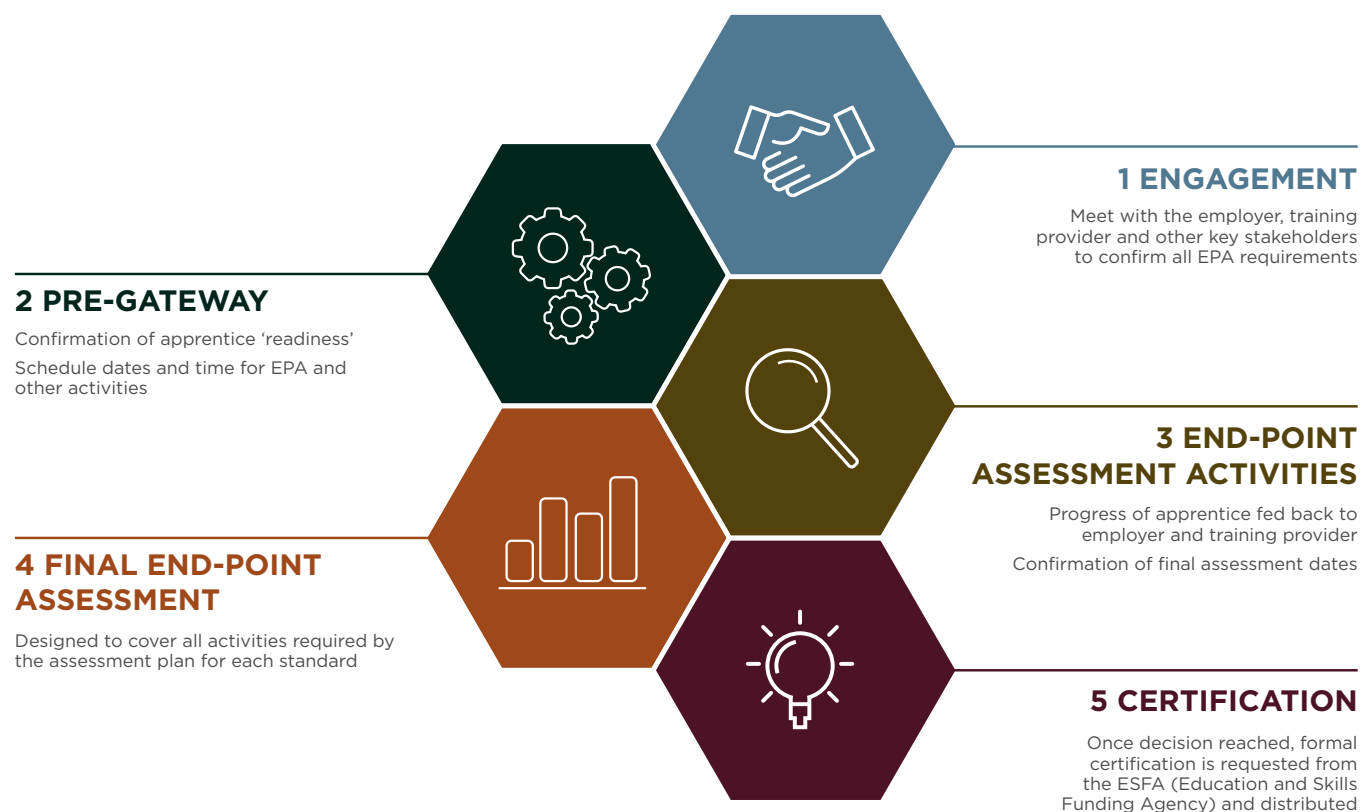 1 ENGAGEMENT
Meet with the employer, training
provider and other key stakeholders
to confirm all EPA requirements
2 PRE-GATEWAY
Confirmation of apprentice ‘readiness’
Schedule dates and time for EPA and
other activities
3 END-POINT
ASSESSMENT ACTIVITIES
Progress of apprentice fed back to
employer and training provider
Confirmation of final assessment dates
4 FINAL END-POINT
ASSESSMENT
Designed to cover all activities required by
the assessment plan for each standard
5 CERTIFICATION
Once decision reached, formal
certification is requested from
the ESFA (Education and Skills
Funding Agency) and distributed